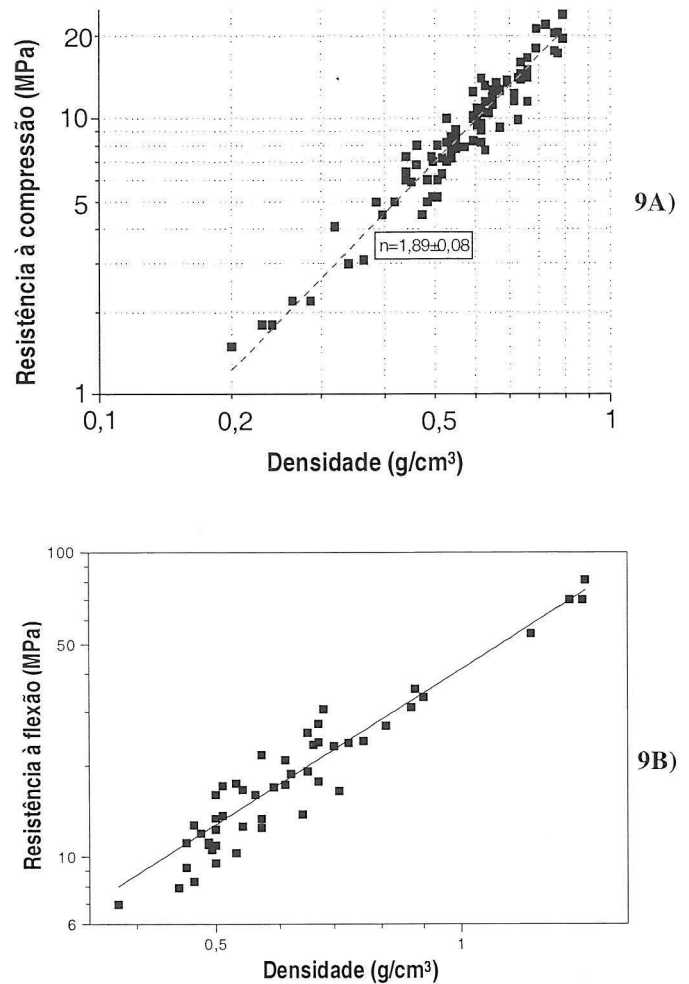 Resistência à compressão (MPa)
20
10
5
1
n=1,89±0,08
0,1
0,2
0,5
1
Densidade (g/cm³)
9A)
Resistência à flexão (MPa)
100
50
10
6
0,5
1
Densidade (g/cm³)
9B)